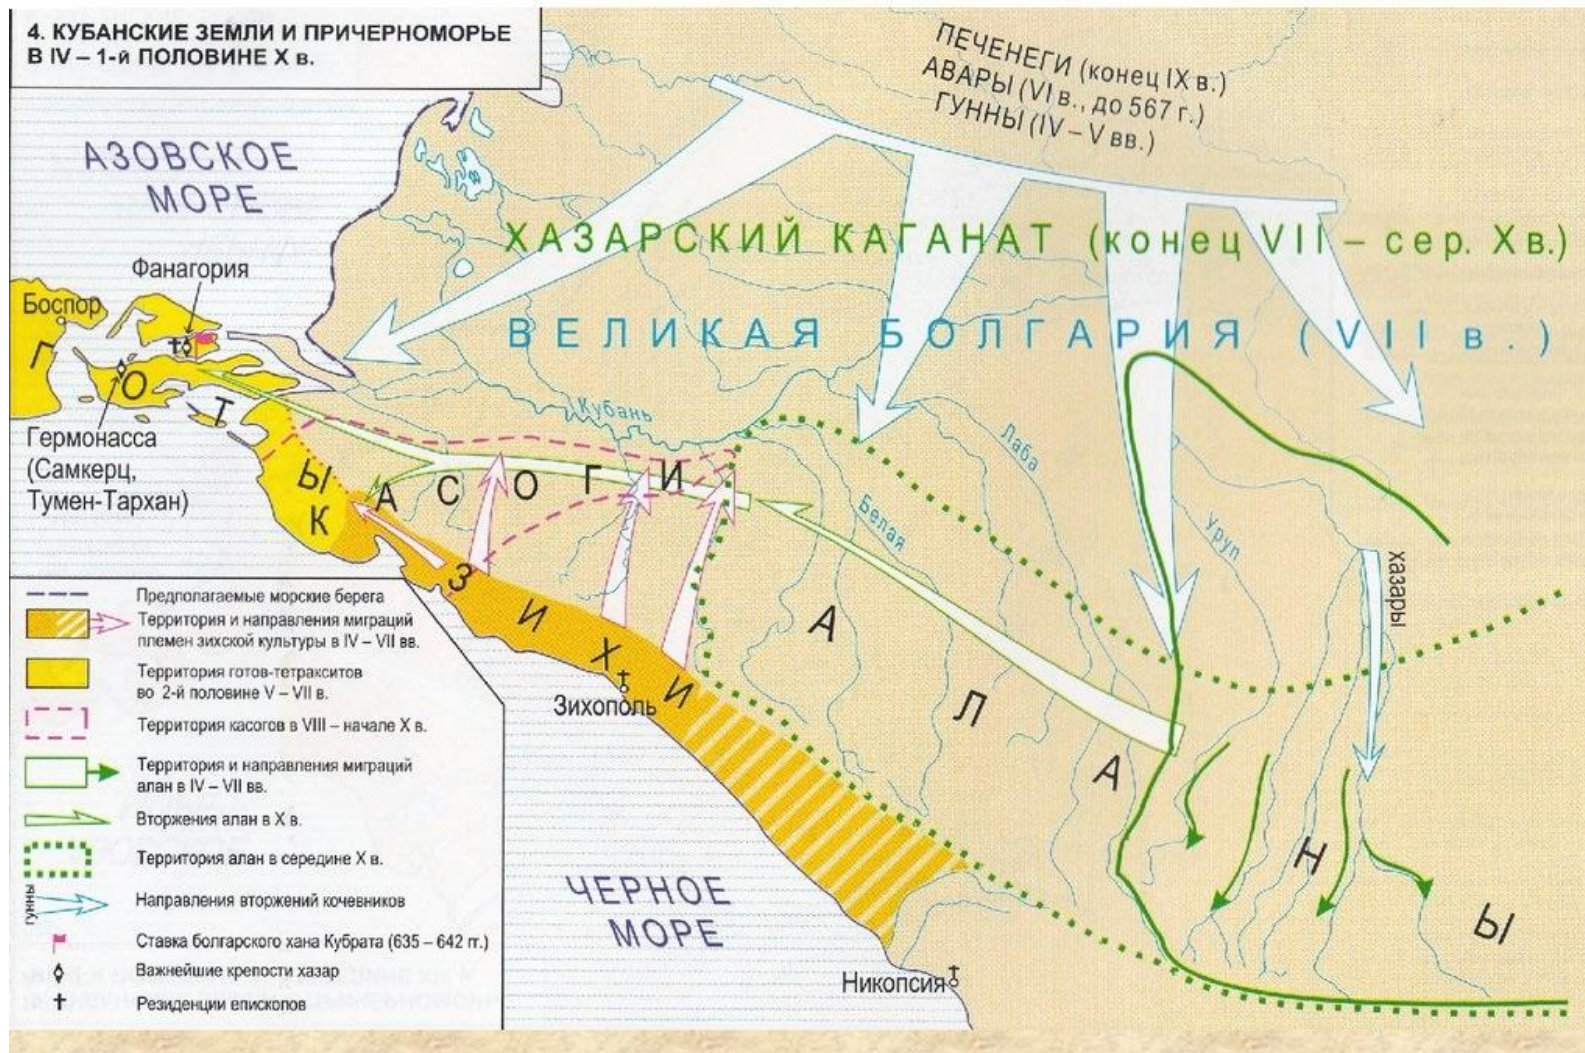 4. КУБАНСКИЕ ЗЕМЛИ И ПРИЧЕРНОМОРЬЕ
В IV – 1-й ПОЛОВИНЕ X в.
ПЕЧЕНЕГИ (конец IX в.)
АВАРЫ (VI в., до 567 г.)
ГУННЫ (IV – V вв.)
АЗОВСКОЕ
МОРЕ
ХАЗАРСКИЙ КАГАНАТ (конец VII – сер. X в.)
ВЕЛИКАЯ БОЛГАРИЯ (VII в.)
Фанагория
Боспор
ГОТЫ
Гермонасса
(Самкерц,
Тумен-Тархан)
Кубань
Лаба
Белая
Уруп
хазары
КАСОГИ
ЗИХИ
АЛАНЫ
Зихополь
ЧЕРНОЕ
МОРЕ
Никопсия
Предполагаемые морские берега
Территория и направления миграций
племен зихской культуры в IV – VII вв.
Территория готов-тетракситов
во 2-й половине V – VII в.
Территория касогов в VIII – начале X в.
Территория и направления миграций
алан в IV – VII вв.
Вторжения алан в X в.
Территория алан в середине X в.
гунны
Направления вторжений кочевников
Ставка болгарского хана Кубрата (635 – 642 гг.)
Важнейшие крепости хазар
Резиденции епископов